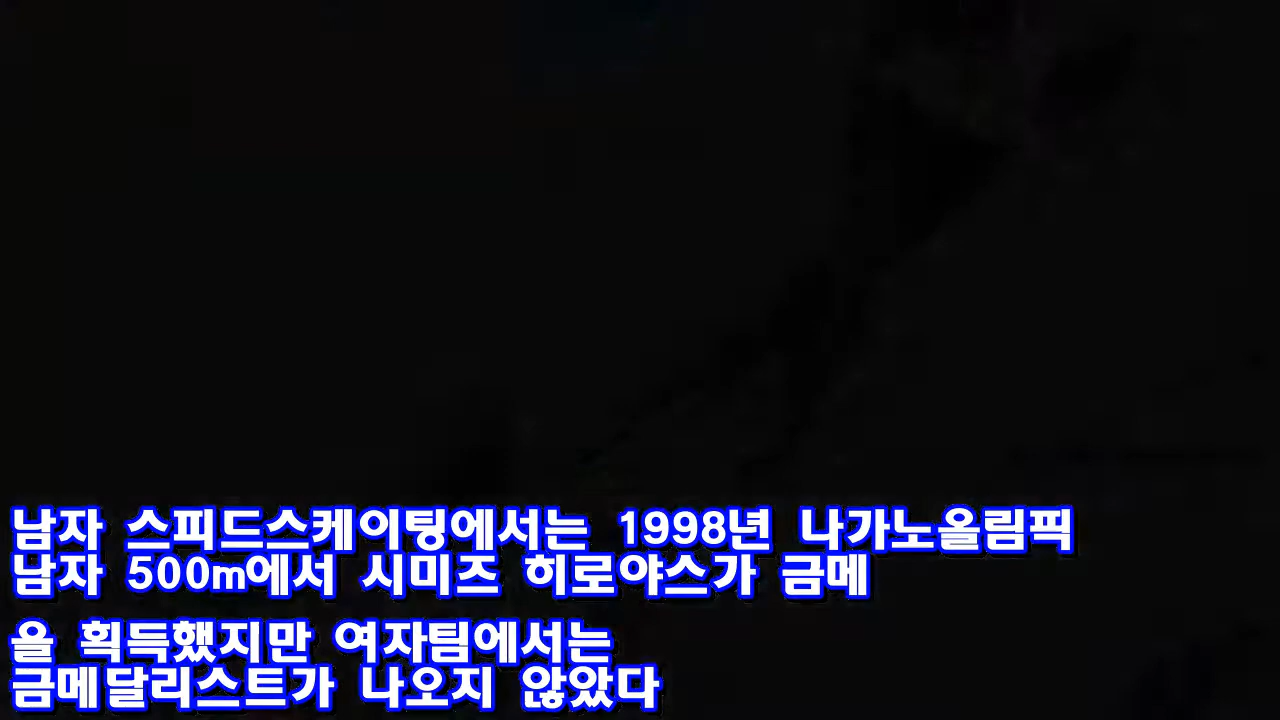 남자 스피드스케이팅에서는 1998년 나가노올림픽
남자 500m에서 시미즈 히로야스가 금메
을 획득했지만 여자팀에서는
금메달리스트가 나오지 않았다